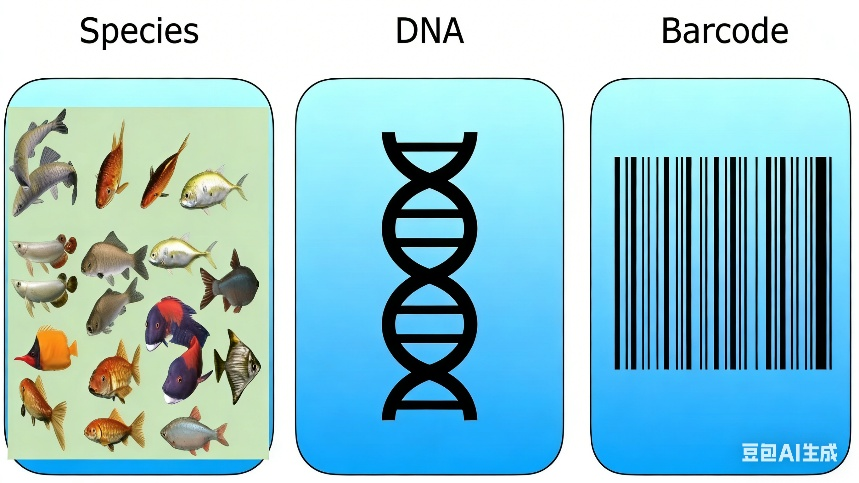 Species
DNA
Barcode
豆包AI生成